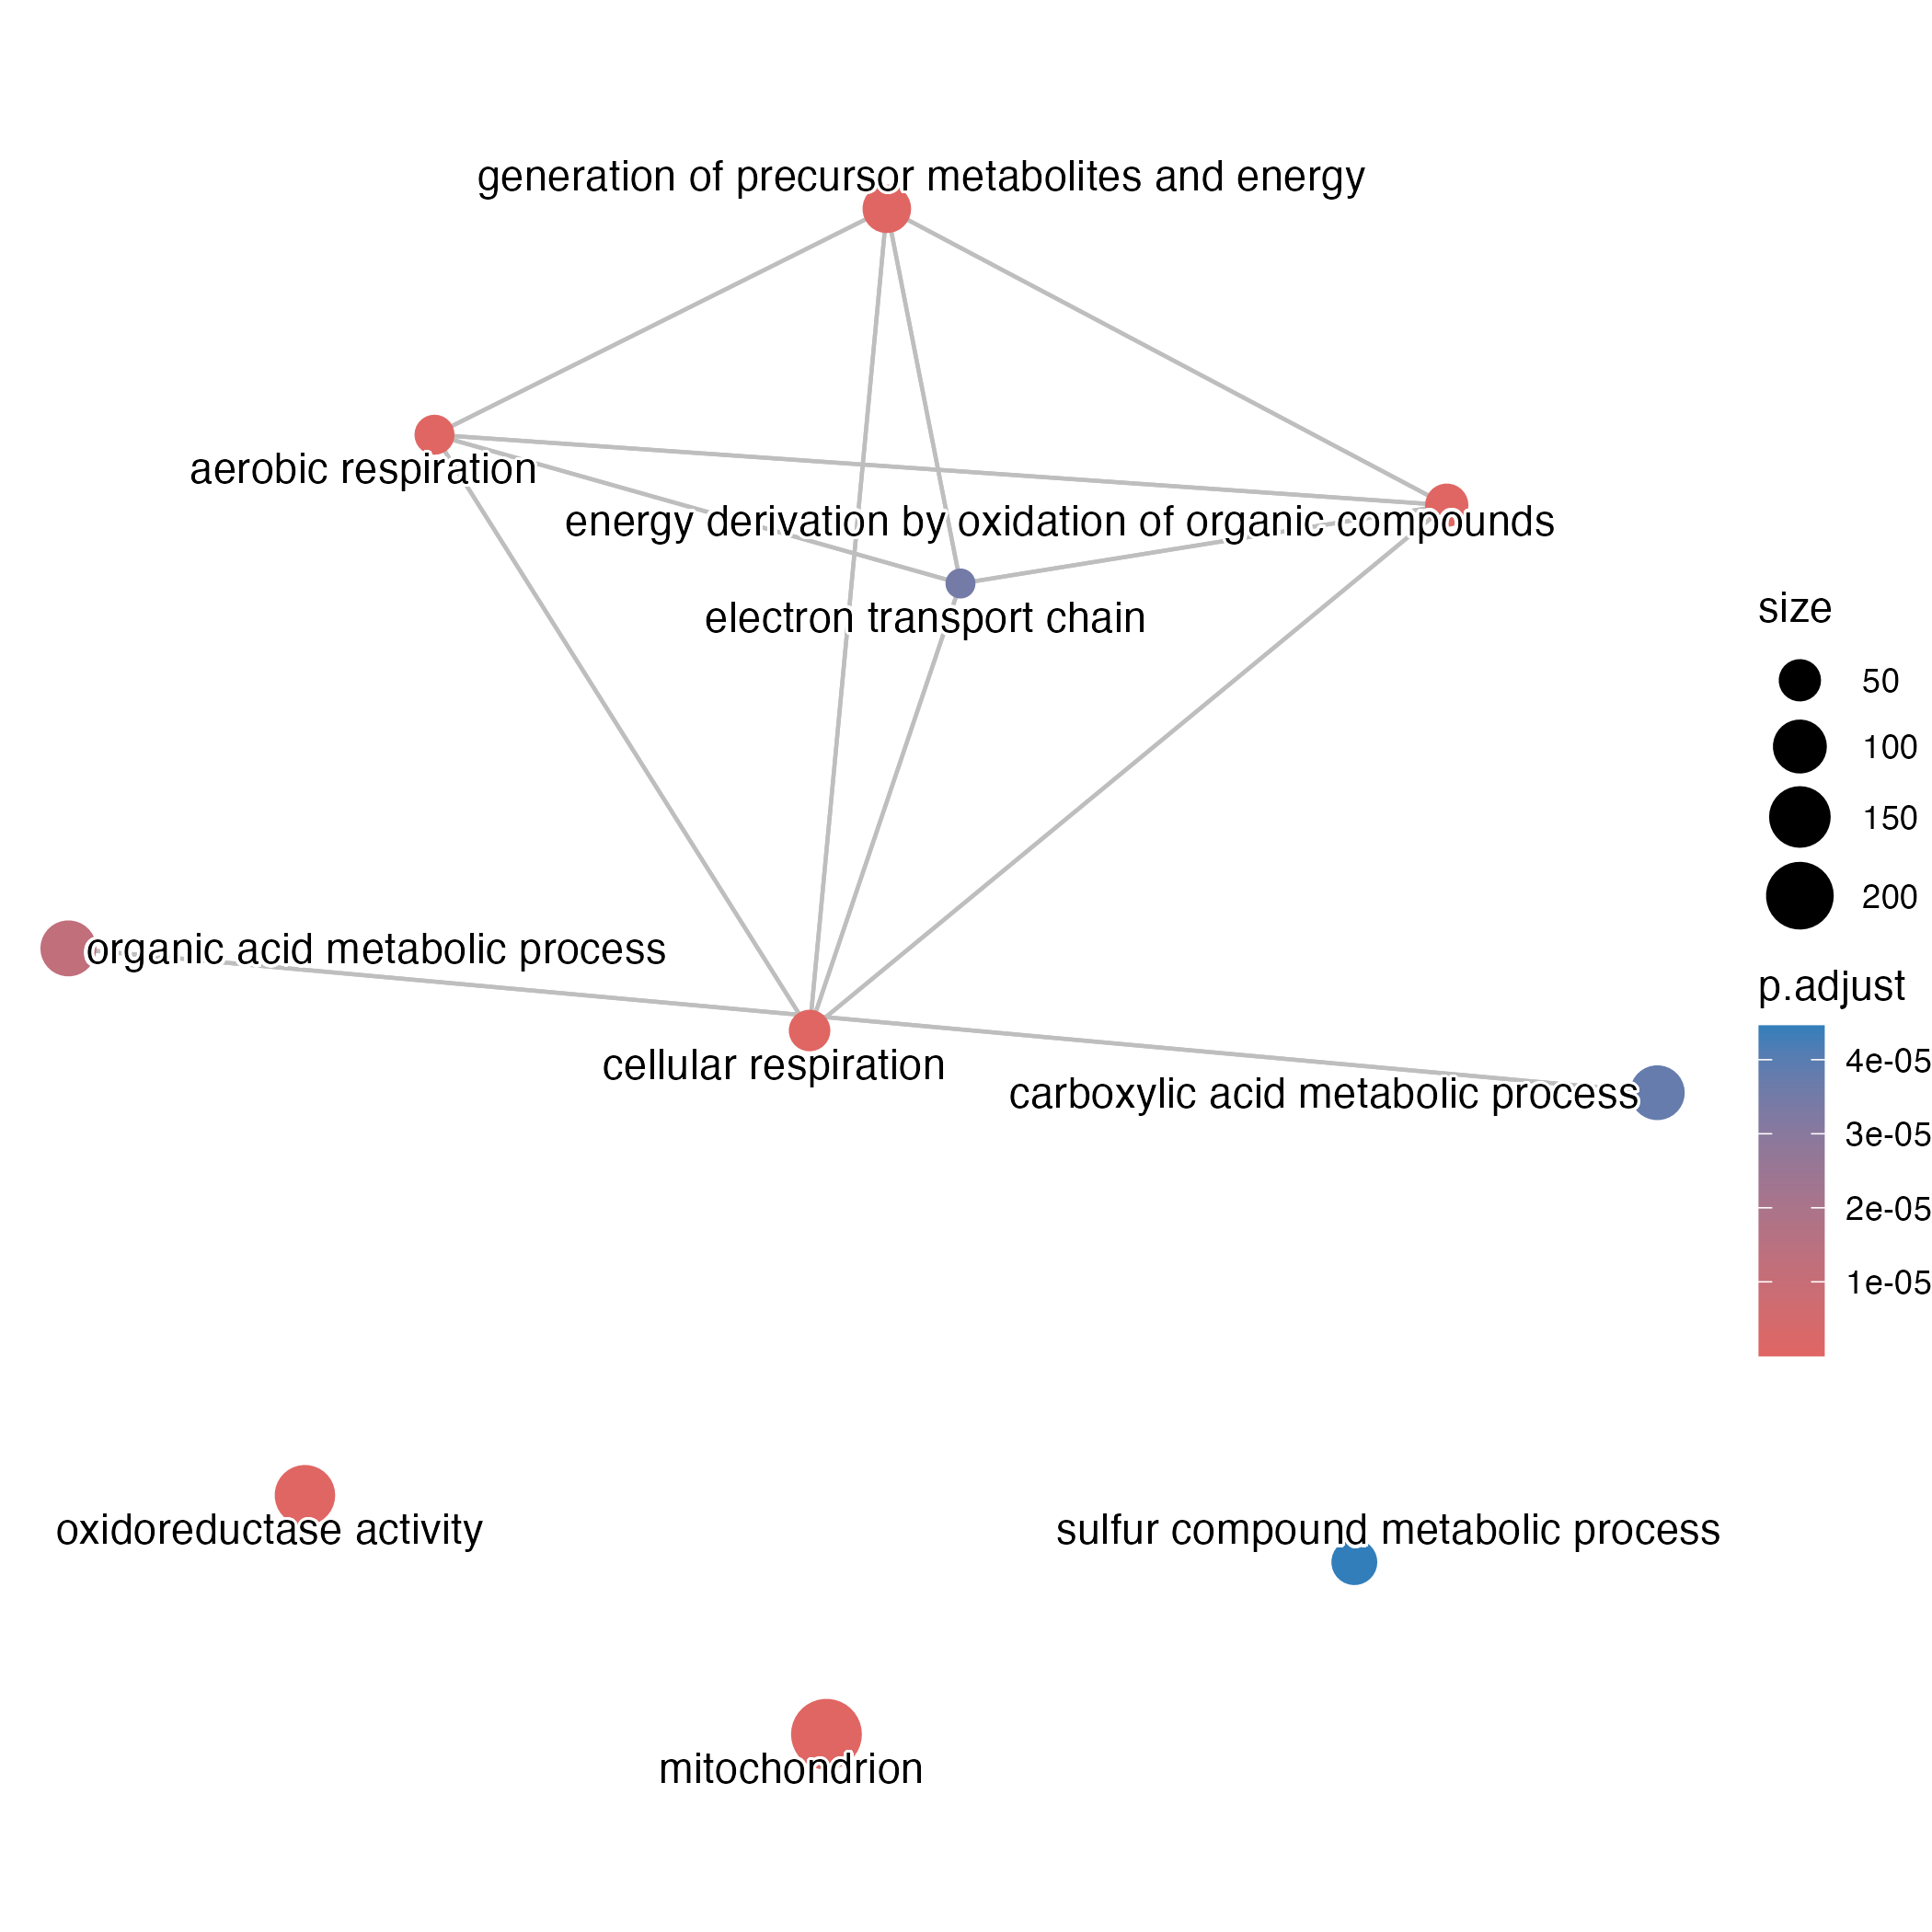 generation of precursor metabolites and energy
aerobic respiration
energy derivation by oxidation of organic compounds
electron transport chain
organic acid metabolic process
cellular respiration
carboxylic acid metabolic process
oxidoreductase activity
sulfur compound metabolic process
mitochondrion
size
50
100
150
200
p.adjust
4e-05
3e-05
2e-05
1e-05